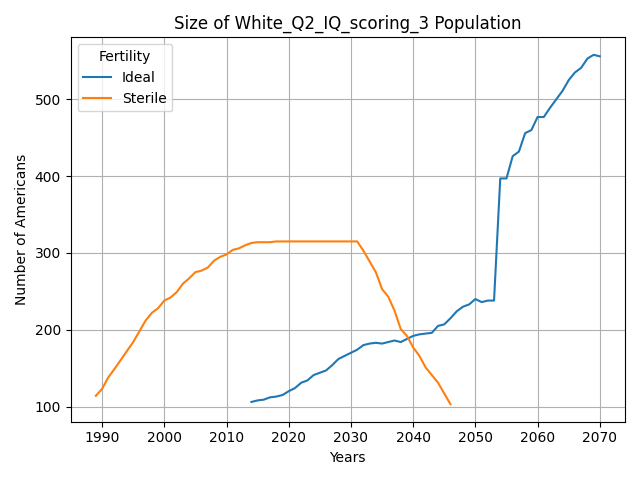 Size of White_Q2_IQ_scoring_3 Population
Fertility
Ideal
Sterile
Number of Americans
500
400
300
200
100
1990 2000 2010 2020 2030 2040 2050 2060 2070
Years